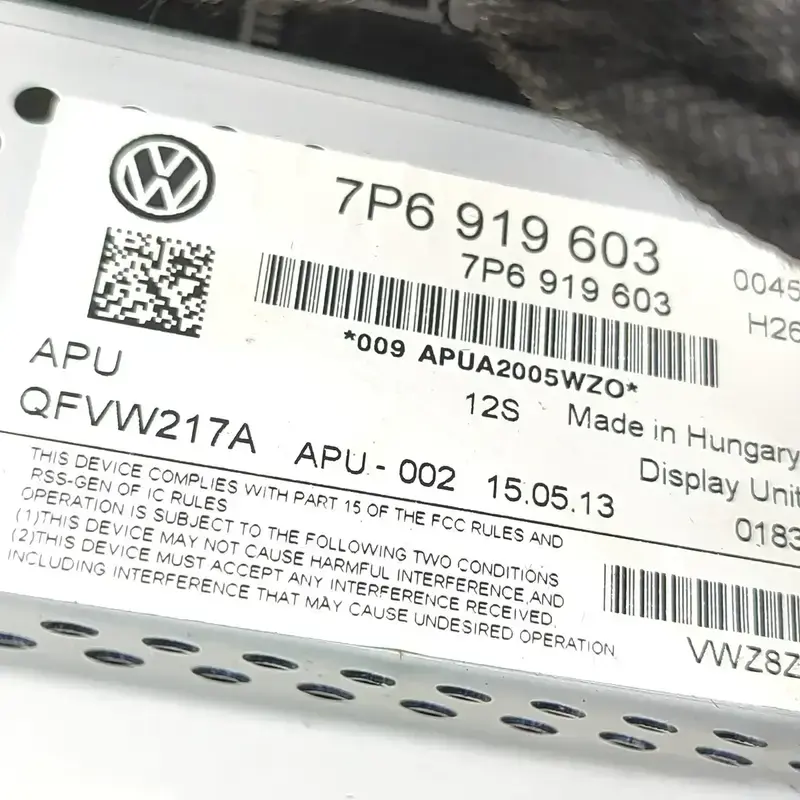 7P6 919 603
7P6 919 603
0045
H26
*009 APUA2005WZO*
APU
12S Made in Hungary
QFVW217A APU - 002 15.05.13
Display Unit
0183
THIS DEVICE COMPLIES WITH PART 15 OF THE FCC RULES AND
RSS-GEN OF IC RULES
OPERATION IS SUBJECT TO THE FOLLOWING TWO CONDITIONS
(1)THIS DEVICE MAY NOT CAUSE HARMFUL INTERFERENCE,AND
(2)THIS DEVICE MUST ACCEPT ANY INTERFERENCE RECEIVED,
INCLUDING INTERFERENCE THAT MAY CAUSE UNDESIRED OPERATION.
VWZ8Z